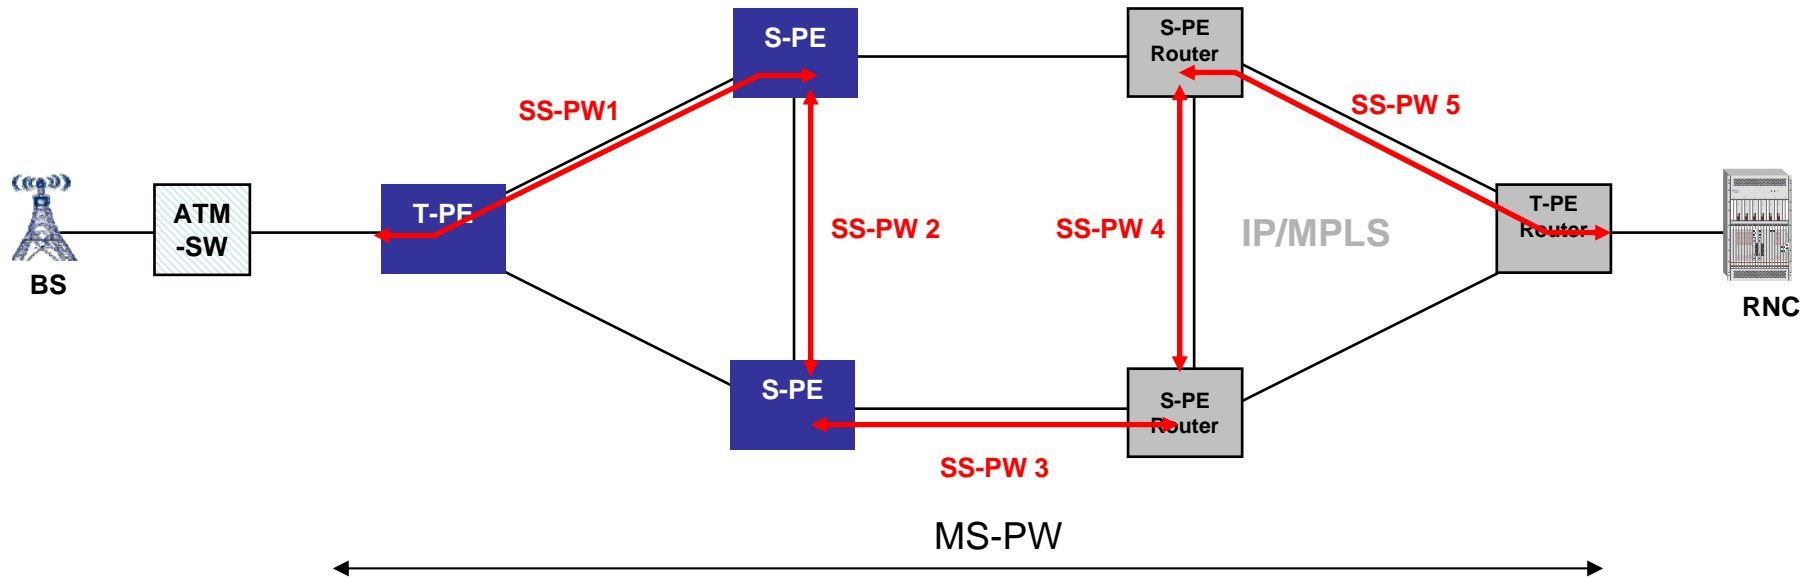 S-PE
S-PE
Router
SS-PW1
SS-PW 5
ATM
-SW
T-PE
SS-PW 2
SS-PW 4
IP/MPLS
T-PE
Router
BS
RNC
S-PE
S-PE
Router
SS-PW 3
MS-PW